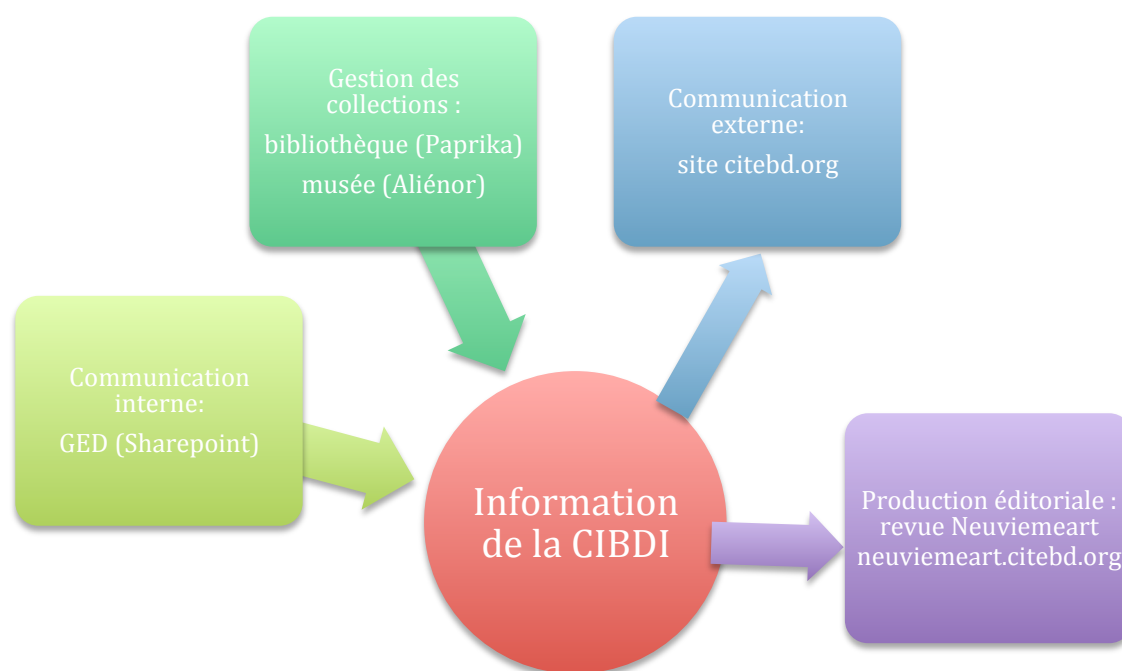 Gestion des
collections :
bibliothèque (Paprika)
musée (Aliénor)
Communication
externe:
site citebd.org
Communication
interne:
GED (Sharepoint)
Information
de la CIBDI
Production éditoriale :
revue Neuviemeart
neuviemeart.citebd.org